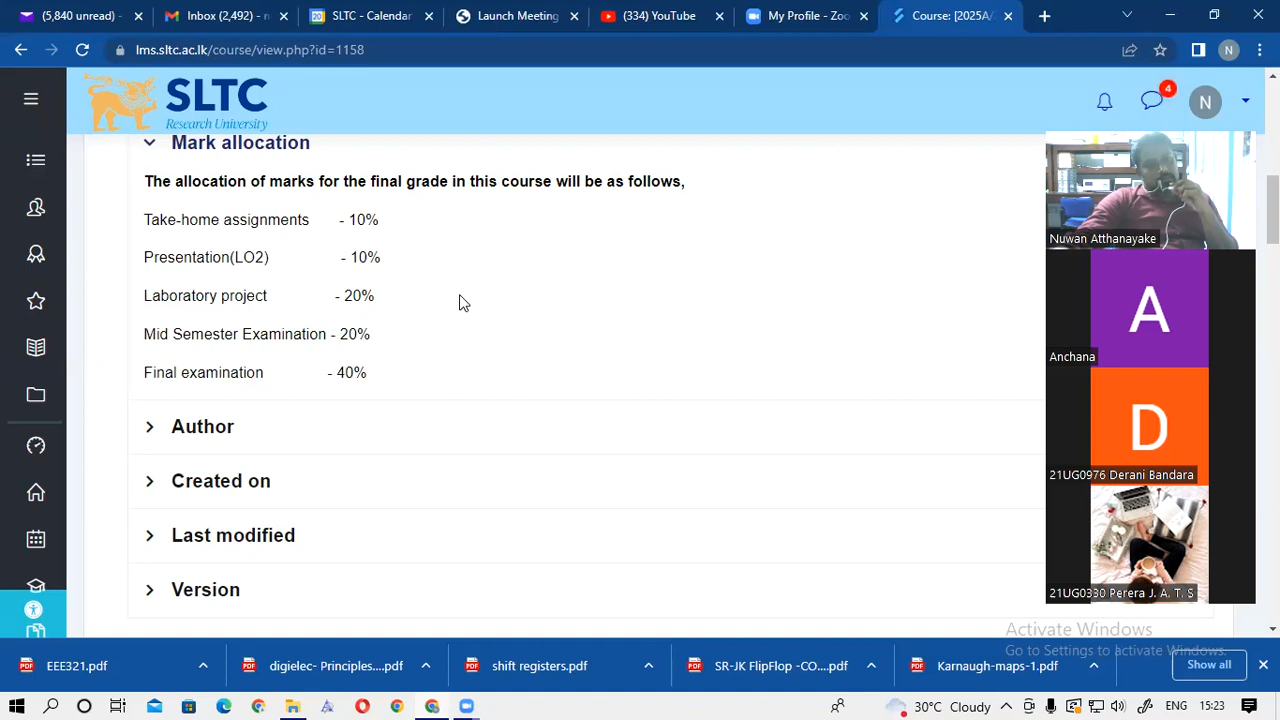 (5,840 unread)
Inbox (2,492)
SLTC - Calendar
Launch Meeting
(334) YouTube
My Profile - Zoo
Course: [2025A/
lms.sltc.ac.lk/course/view.php?id=1158
N
SLTC
Research University
4
N
Mark allocation
The allocation of marks for the final grade in this course will be as follows,
Take-home assignments - 10%
Presentation(LO2) - 10%
Laboratory project - 20%
Mid Semester Examination - 20%
Final examination - 40%
Author
Created on
Last modified
Version
Nuwan Atthanayake
A
Anchana
D
21UG0976 Derani Bandara
21UG0330 Perera J. A. T. S
Activate Windows
Go to Settings to activate Windows.
EEE321.pdf
digielec- Principles....pdf
shift registers.pdf
SR-JK FlipFlop -CO....pdf
Karnaugh-maps-1.pdf
Show all
30°C Cloudy
ENG
15:23